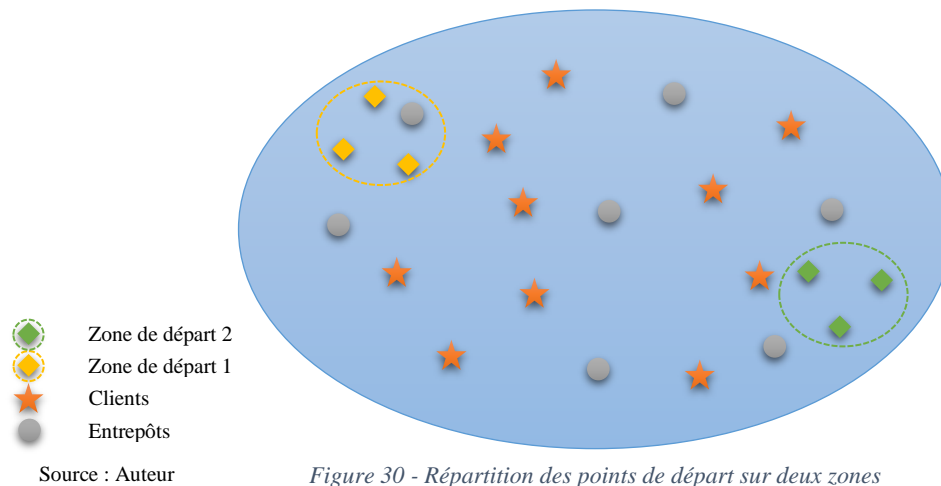 Zone de départ 2
Zone de départ 1
Clients
Entrepôts
Source : Auteur
Figure 30 - Répartition des points de départ sur deux zones